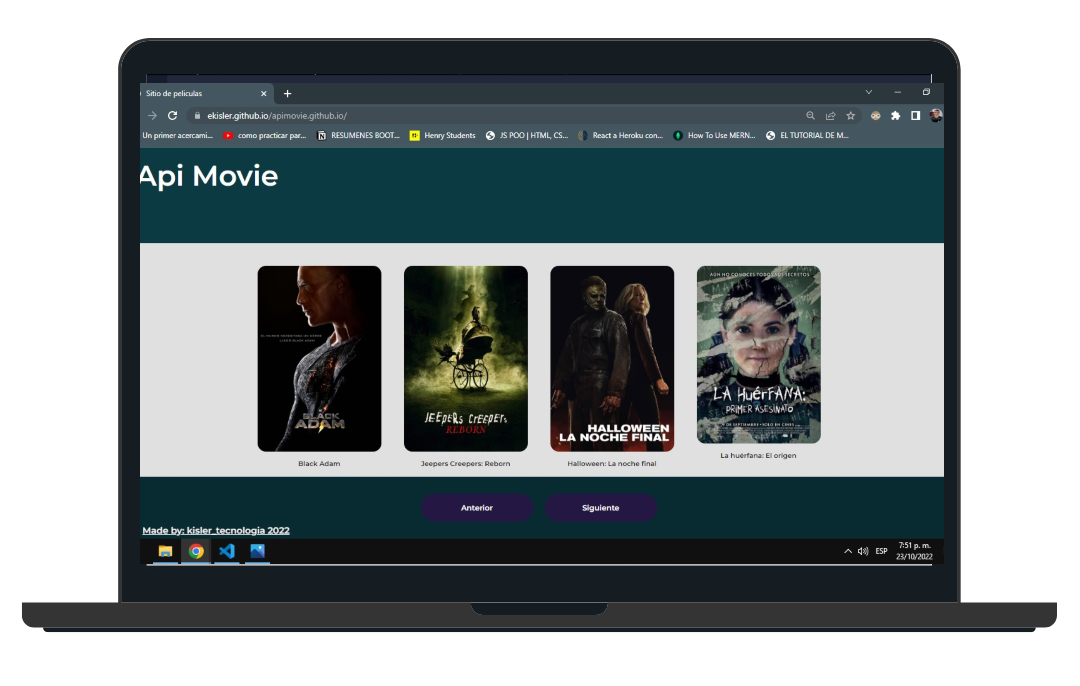 Sitio de peliculas
ekisler.github.io/apimovie.github.io/
Un primer acercami...
como practicar par...
RESUMENES BOOT...
Henry Students
JS POO | HTML, CS...
React a Heroku con...
How To Use MERN...
EL TUTORIAL DE M...
Api Movie
BLACK
ADAM
JEEPERS CREEPERS
REBORN
HALLOWEEN
LA NOCHE FINAL
AÚN NO CONOCES TODOS SUS SECRETOS
LA HUÉRFANA:
PRIMER ASESINATO
Black Adam
Jeepers Creepers: Reborn
Halloween: La noche final
La huérfana: El origen
Anterior
Siguiente
Made by: kisler_tecnologia 2022
ESP
7:51 p. m.
23/10/2022